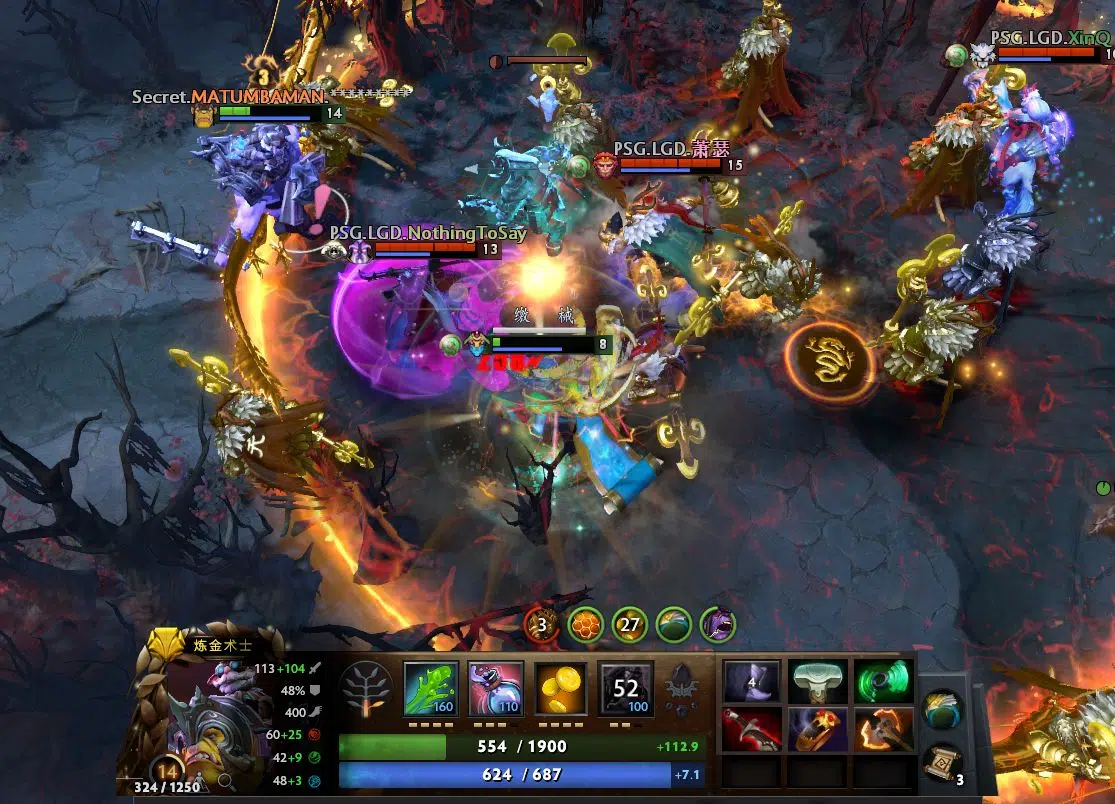 PSG.LGD.XinQ
3
Secret.MATUMBAMAN.
14
PSG.LGD.萧瑟
15
PSG.LGD.NothingToSay
13
缴 械
8
元
3
27
炼金术士
113 +104
48%
400
60+25
42+9
48+3
14
324 / 1250
160
110
52
100
554 / 1900
+112.9
624 / 687
+7.1
4
3